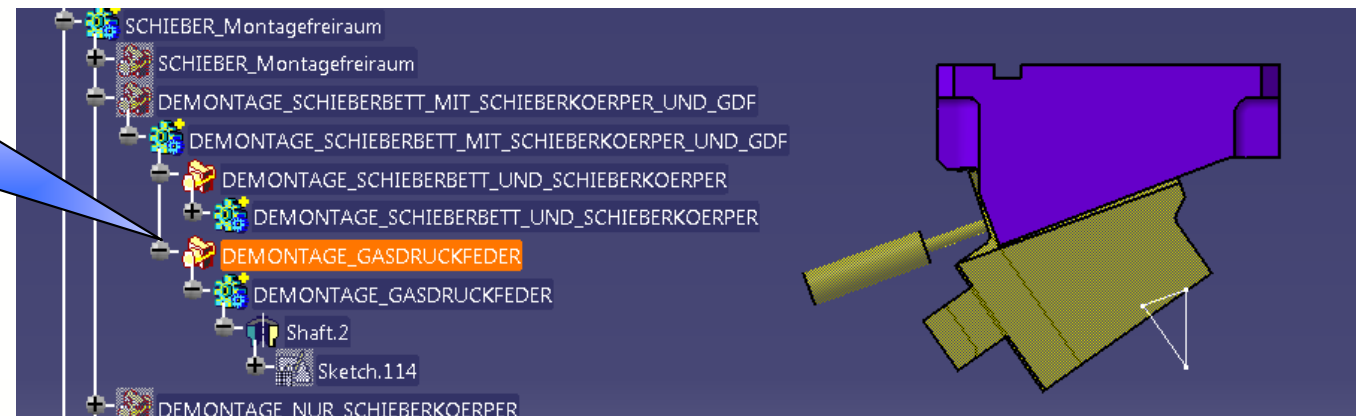 SCHIEBER_Montagefreiraum
SCHIEBER_Montagefreiraum
DEMONTAGE_SCHIEBERBETT_MIT_SCHIEBERKOERPER_UND_GDF
DEMONTAGE_SCHIEBERBETT_MIT_SCHIEBERKOERPER_UND_GDF
DEMONTAGE_SCHIEBERBETT_UND_SCHIEBERKOERPER
DEMONTAGE_SCHIEBERBETT_UND_SCHIEBERKOERPER
DEMONTAGE_GASDRUCKFEDER
DEMONTAGE_GASDRUCKFEDER
Shaft.2
Sketch.114
DEMONTAGE_NUR_SCHIEBERKOERPER